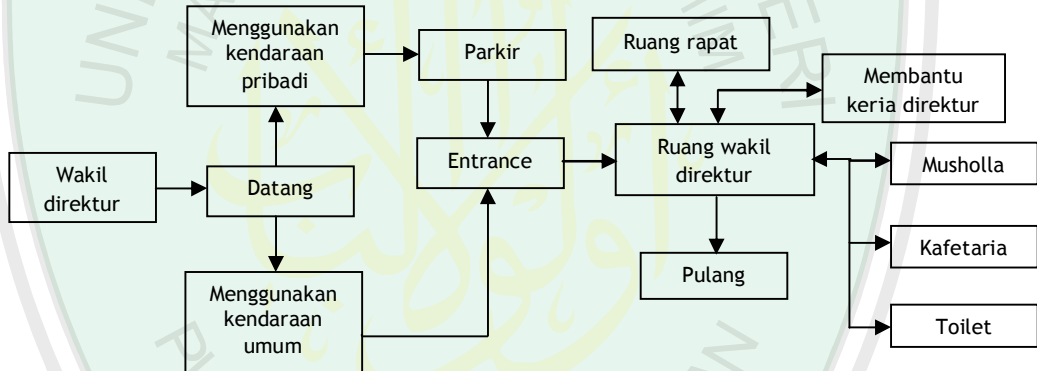 Menggunakan
kendaraan
pribadi
Parkir
Ruang rapat
Membantu
keria direktur
Wakil
direktur
Datang
Entrance
Ruang wakil
direktur
Musholla
Kafetaria
Pulang
Menggunakan
kendaraan
umum
Toilet